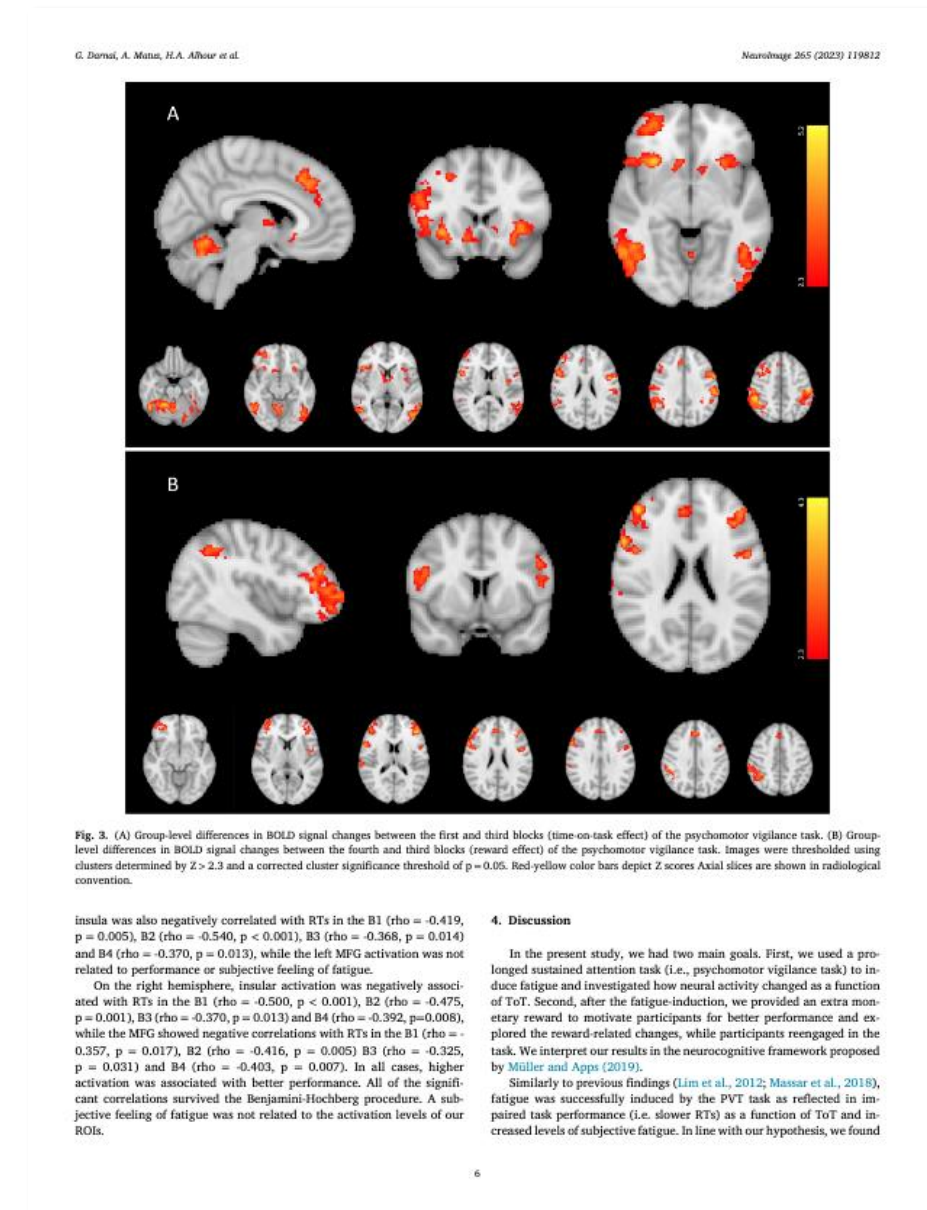 G. Darnai, A. Matus, H.A. Alhour et al.
NeuroImage 265 (2023) 119812
A
5.2
2.3
B
4.3
2.3
Fig. 3. (A) Group-level differences in BOLD signal changes between the first and third blocks (time-on-task effect) of the psychomotor vigilance task. (B) Group-
level differences in BOLD signal changes between the fourth and third blocks (reward effect) of the psychomotor vigilance task. Images were thresholded using
clusters determined by Z > 2.3 and a corrected cluster significance threshold of p = 0.05. Red-yellow color bars depict Z scores Axial slices are shown in radiological
convention.
insula was also negatively correlated with RTs in the B1 (rho = -0.419,
p = 0.005), B2 (rho = -0.540, p < 0.001), B3 (rho = -0.368, p = 0.014)
and B4 (rho = -0.370, p = 0.013), while the left MFG activation was not
related to performance or subjective feeling of fatigue.
On the right hemisphere, insular activation was negatively associ-
ated with RTs in the B1 (rho = -0.500, p < 0.001), B2 (rho = -0.475,
p = 0.001), B3 (rho = -0.370, p = 0.013) and B4 (rho = -0.392, p=0.008),
while the MFG showed negative correlations with RTs in the B1 (rho = -
0.357, p = 0.017), B2 (rho = -0.416, p = 0.005) B3 (rho = -0.325,
p = 0.031) and B4 (rho = -0.403, p = 0.007). In all cases, higher
activation was associated with better performance. All of the signifi-
cant correlations survived the Benjamini-Hochberg procedure. A sub-
jective feeling of fatigue was not related to the activation levels of our
ROIs.
4. Discussion
In the present study, we had two main goals. First, we used a pro-
longed sustained attention task (i.e., psychomotor vigilance task) to in-
duce fatigue and investigated how neural activity changed as a function
of ToT. Second, after the fatigue-induction, we provided an extra mon-
etary reward to motivate participants for better performance and ex-
plored the reward-related changes, while participants reengaged in the
task. We interpret our results in the neurocognitive framework proposed
by Müller and Apps (2019).
Similarly to previous findings (Lim et al., 2012; Massar et al., 2018),
fatigue was successfully induced by the PVT task as reflected in im-
paired task performance (i.e. slower RTs) as a function of ToT and in-
creased levels of subjective fatigue. In line with our hypothesis, we found
6